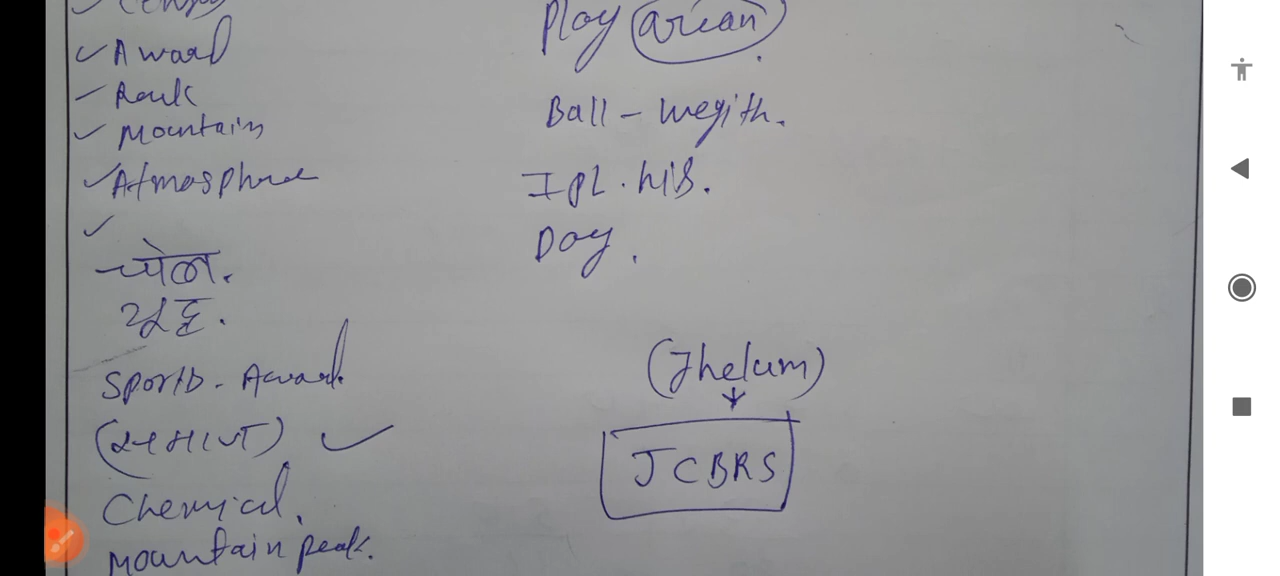 Award
Rank
Mountain
Atmosphere
Sports - Award.
Chemical.
Mountain peak.
Play arean.
Ball - wegith.
Ipl. his.
Day.
(Jhelum)
JCBRS